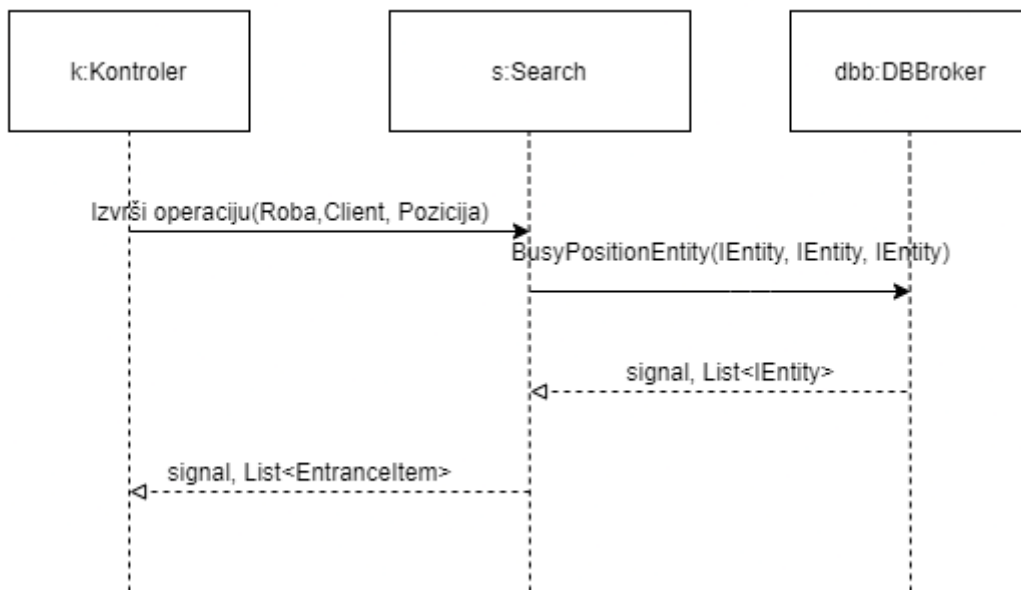 k:Kontroler
s:Search
dbb:DBBroker
Izvrši operaciju(Roba,Client, Pozicija)
BusyPositionEntity(IEntity, IEntity, IEntity)
signal, List<IEntity>
signal, List<EntranceItem>